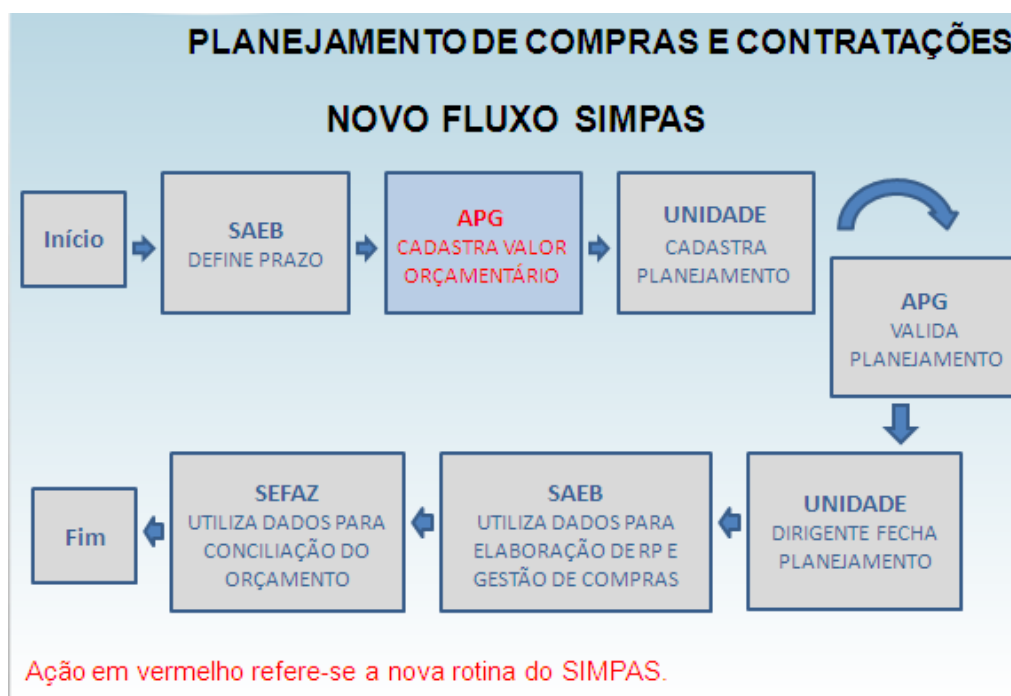 PLANEJAMENTO DE COMPRAS E CONTRATAÇÕES
NOVO FLUXO SIMPAS
Início
SAEB
DEFINE PRAZO
APG
CADASTRA VALOR
ORÇAMENTÁRIO
UNIDADE
CADASTRA
PLANEJAMENTO
APG
VALIDA
PLANEJAMENTO
UNIDADE
DIRIGENTE FECHA
PLANEJAMENTO
SAEB
UTILIZA DADOS PARA
ELABORAÇÃO DE RP E
GESTÃO DE COMPRAS
SEFAZ
UTILIZA DADOS PARA
CONCILIAÇÃO DO
ORÇAMENTO
Fim
Ação em vermelho refere-se a nova rotina do SIMPAS.